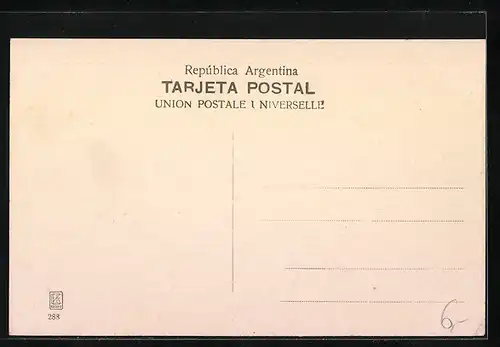 República Argentina
TARJETA POSTAL
UNION POSTALE I NIVERSELLE
288
6,-